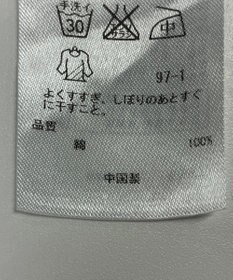 手洗イ
30
中
97-1
よくすすぎ、しぼりのあとすぐ
に干すこと。
品質
綿 100%
中国製